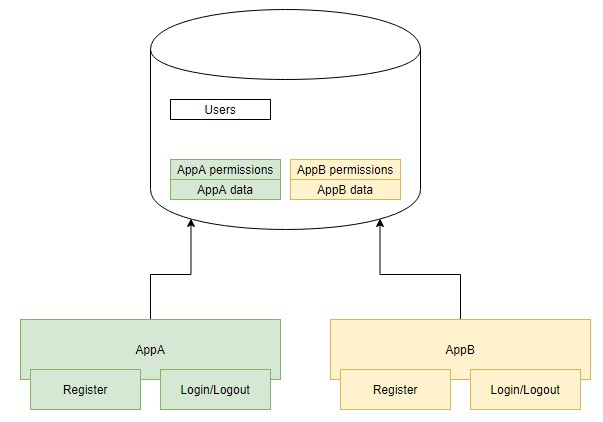 Users
AppA permissions
AppB permissions
AppA data
AppB data
AppA
AppB
Register
Login/Logout
Register
Login/Logout